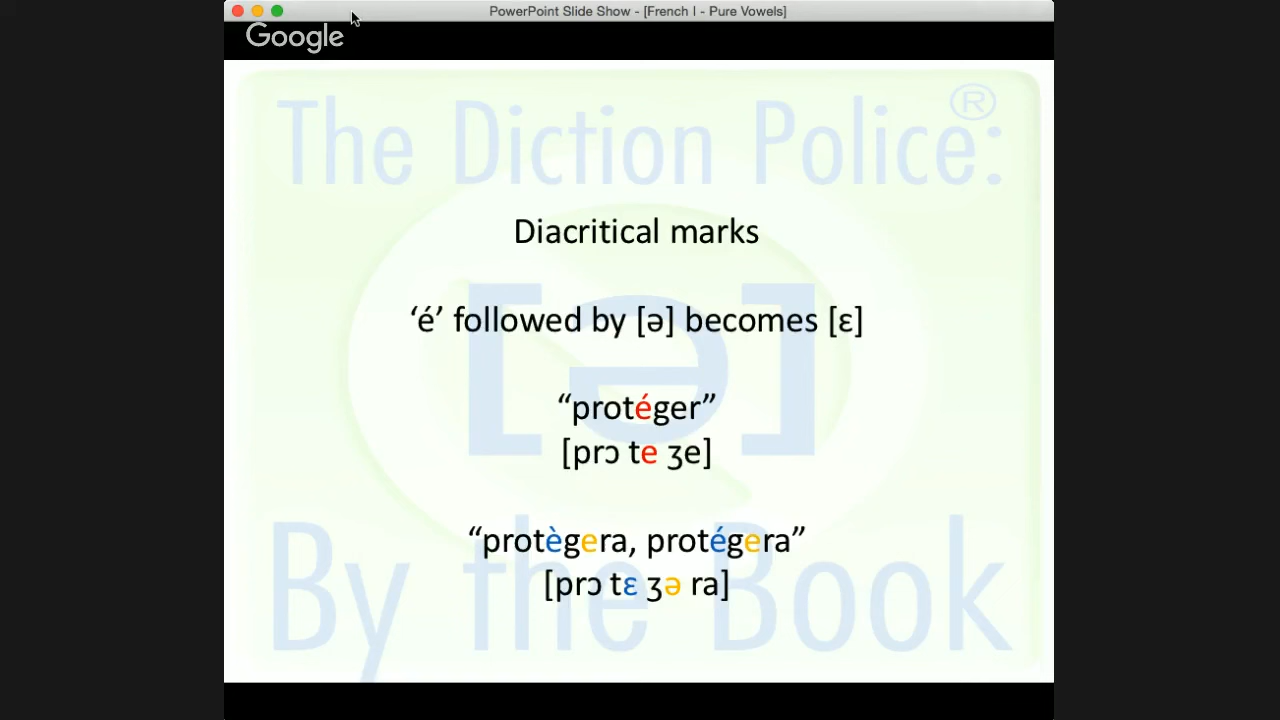 PowerPoint Slide Show - [French I - Pure Vowels]
Google
The Diction Police®:
Diacritical marks
‘é’ followed by [ə] becomes [ɛ]
[ə]
“protéger”
[prɔ te ʒe]
“protègera, protégera”
[prɔ tɛ ʒə ra]
By the Book